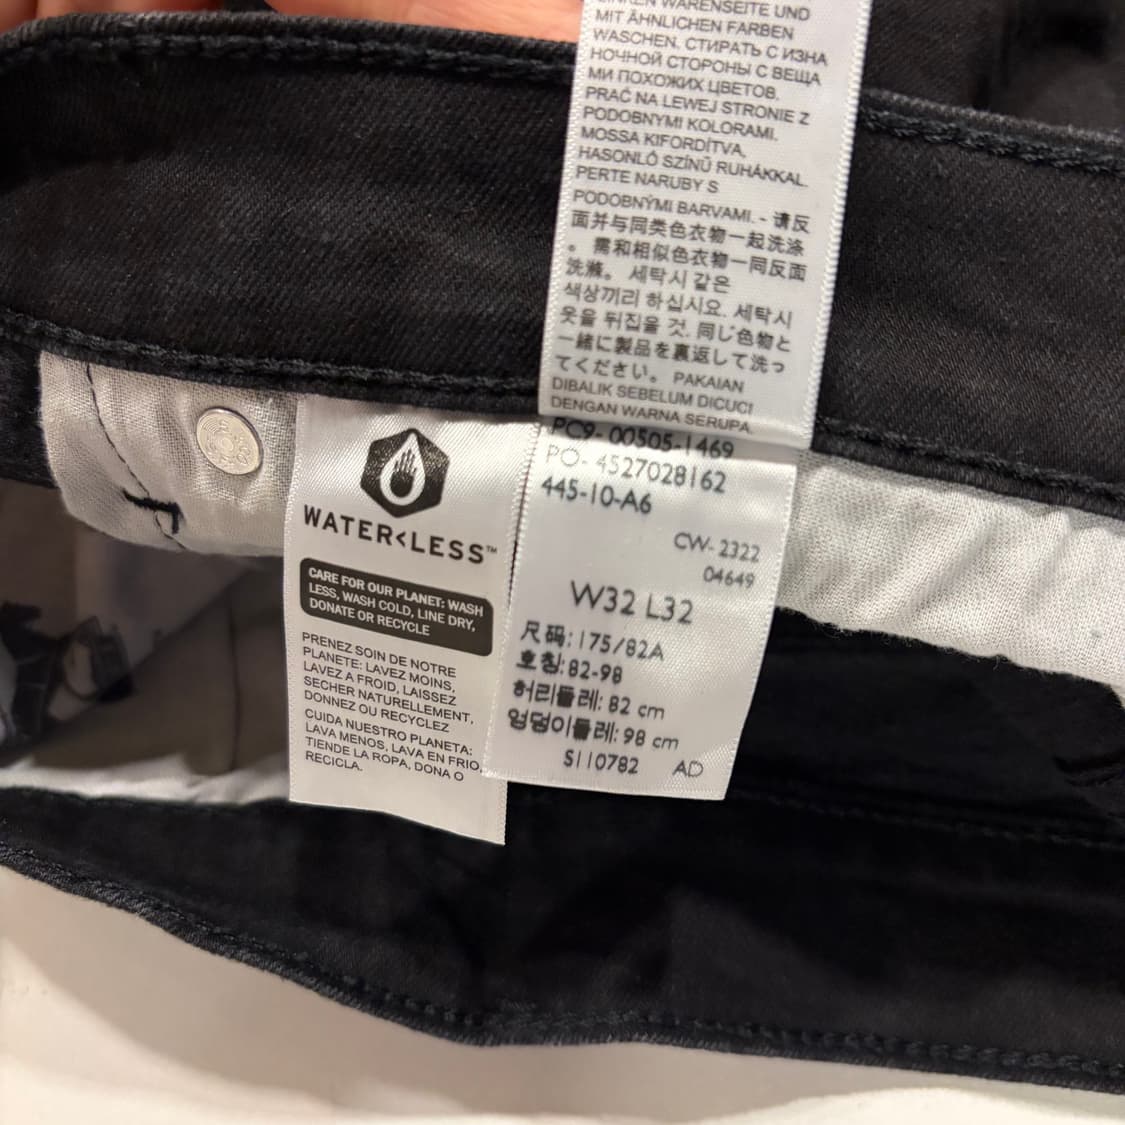 LINKEN WARENSEITE UND
MIT ÄHNLICHEN FARBEN
WASCHEN. СТИРАТЬ С ИЗНА
НОЧНОЙ СТОРОНЫ С ВЕЩА
МИ ПОХОЖИХ ЦВЕТОВ.
PRAĆ NA LEWEJ STRONIE Z
PODOBNYMI KOLORAMI.
MOSSA KIFORDÍTVA,
HASONLÓ SZÍNŰ RUHÁKKAL.
PERTE NARUBY S
PODOBNÝMI BARVAMI. - 请反
面并与同类色衣物一起洗涤
。 需和相似色衣物一同反面
洗滌。 세탁시 같은
색상끼리 하십시요. 세탁시
옷을 뒤집을 것. 同じ色物と
一緒に製品を裏返して洗っ
てください。 PAKAIAN
DIBALIK SEBELUM DICUCI
DENGAN WARNA SERUPA
PC9- 00505-1469
PO- 4527028162
445-10-A6
CW- 2322
04649
W32 L32
尺码: 175/82A
호칭: 82-98
허리둘레: 82 cm
엉덩이둘레: 98 cm
S110782 AD
WATER<LESS™
CARE FOR OUR PLANET: WASH
LESS, WASH COLD, LINE DRY,
DONATE OR RECYCLE
PRENEZ SOIN DE NOTRE
PLANETE: LAVEZ MOINS,
LAVEZ A FROID, LAISSEZ
SECHER NATURELLEMENT,
DONNEZ OU RECYCLEZ
CUIDA NUESTRO PLANETA:
LAVA MENOS, LAVA EN FRIO,
TIENDE LA ROPA, DONA O
RECICLA.